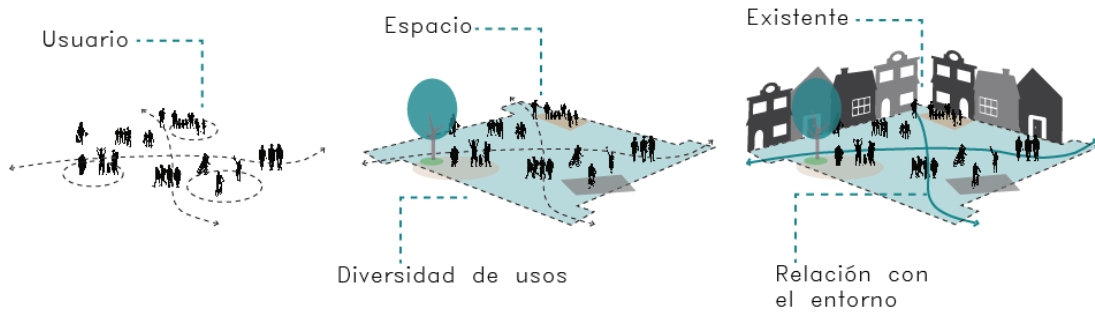 Usuario
Espacio
Existente
Diversidad de usos
Relación con
el entorno